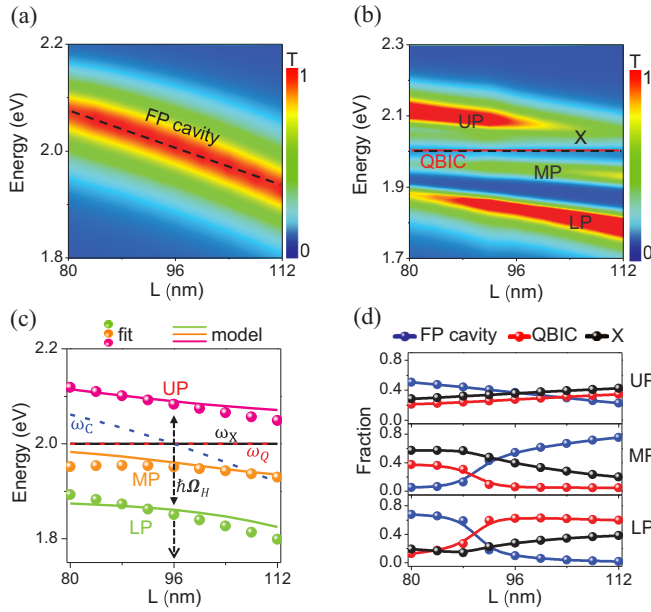 (a)
2.2
2.0
1.8
Energy (eV)
FP cavity
80
96
112
L (nm)
T
1
0
(b)
2.3
2.1
1.9
1.7
Energy (eV)
UP
X
QBIC
MP
LP
80
96
112
L (nm)
T
1
0
(c)
fit
model
2.2
2.0
1.8
Energy (eV)
UP
ω_C
ω_X
ω_Q
MP
ℏΩ_H
LP
80
96
112
L (nm)
(d)
FP cavity
QBIC
X
0.8
0.4
0.0
UP
0.8
0.4
0.0
MP
0.8
0.4
0.0
LP
Fraction
80
96
112
L (nm)